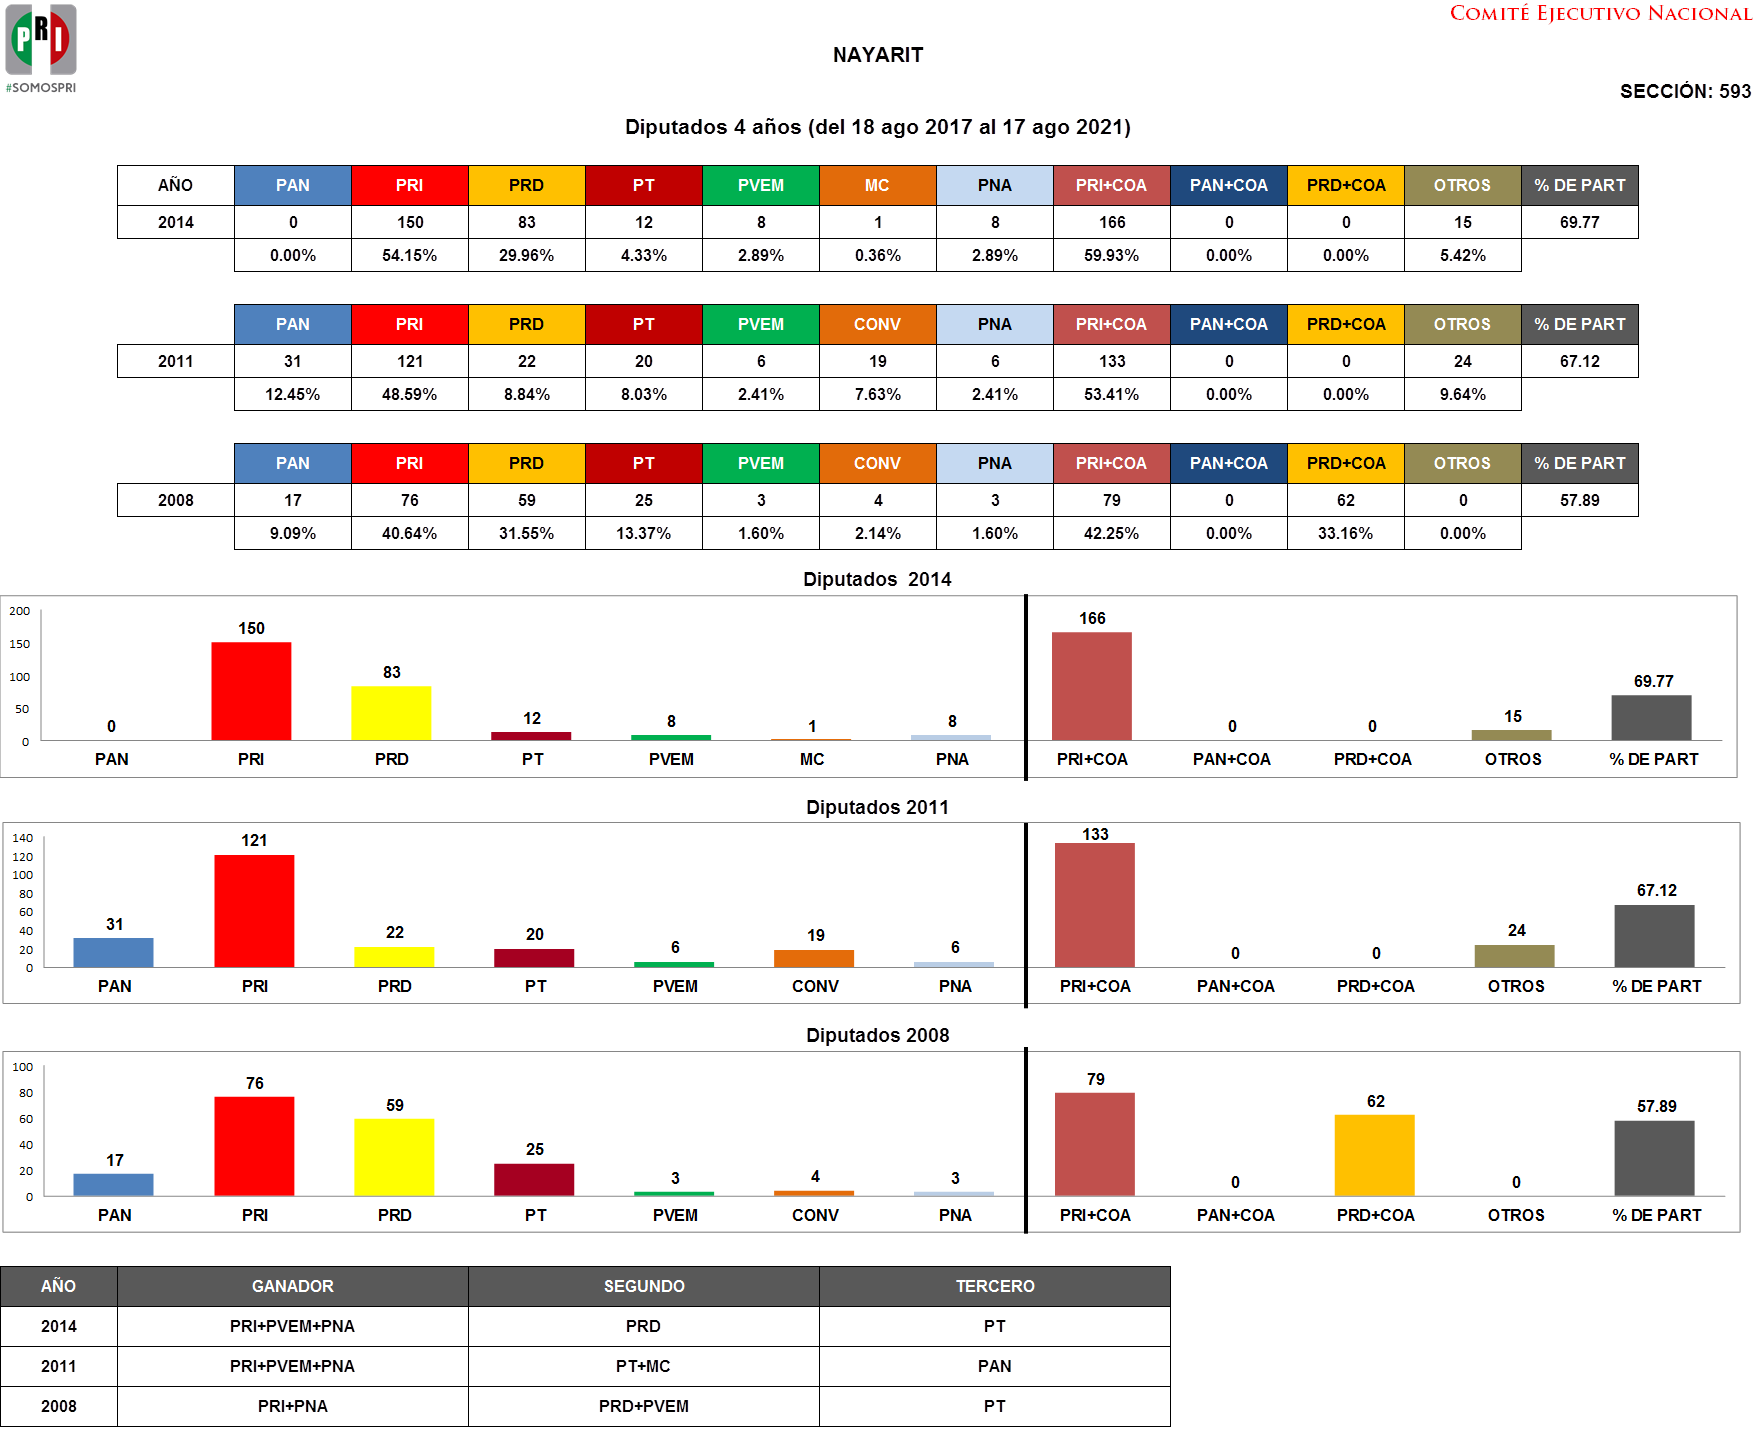 PRI
#SOMOSPRI
COMITÉ EJECUTIVO NACIONAL
NAYARIT
SECCIÓN: 593
Diputados 4 años (del 18 ago 2017 al 17 ago 2021)
AÑO PAN PRI PRD PT PVEM MC PNA PRI+COA PAN+COA PRD+COA OTROS % DE PART
2014 0 150 83 12 8 1 8 166 0 0 15 69.77
0.00% 54.15% 29.96% 4.33% 2.89% 0.36% 2.89% 59.93% 0.00% 0.00% 5.42%
PAN PRI PRD PT PVEM CONV PNA PRI+COA PAN+COA PRD+COA OTROS % DE PART
2011 31 121 22 20 6 19 6 133 0 0 24 67.12
12.45% 48.59% 8.84% 8.03% 2.41% 7.63% 2.41% 53.41% 0.00% 0.00% 9.64%
PAN PRI PRD PT PVEM CONV PNA PRI+COA PAN+COA PRD+COA OTROS % DE PART
2008 17 76 59 25 3 4 3 79 0 62 0 57.89
9.09% 40.64% 31.55% 13.37% 1.60% 2.14% 1.60% 42.25% 0.00% 33.16% 0.00%
Diputados 2014
200
150
100
50
0
0 150 83 12 8 1 8 166 0 0 15 69.77
PAN PRI PRD PT PVEM MC PNA PRI+COA PAN+COA PRD+COA OTROS % DE PART
Diputados 2011
140
120
100
80
60
40
20
0
31 121 22 20 6 19 6 133 0 0 24 67.12
PAN PRI PRD PT PVEM CONV PNA PRI+COA PAN+COA PRD+COA OTROS % DE PART
Diputados 2008
100
80
60
40
20
0
17 76 59 25 3 4 3 79 0 62 0 57.89
PAN PRI PRD PT PVEM CONV PNA PRI+COA PAN+COA PRD+COA OTROS % DE PART
AÑO GANADOR SEGUNDO TERCERO
2014 PRI+PVEM+PNA PRD PT
2011 PRI+PVEM+PNA PT+MC PAN
2008 PRI+PNA PRD+PVEM PT